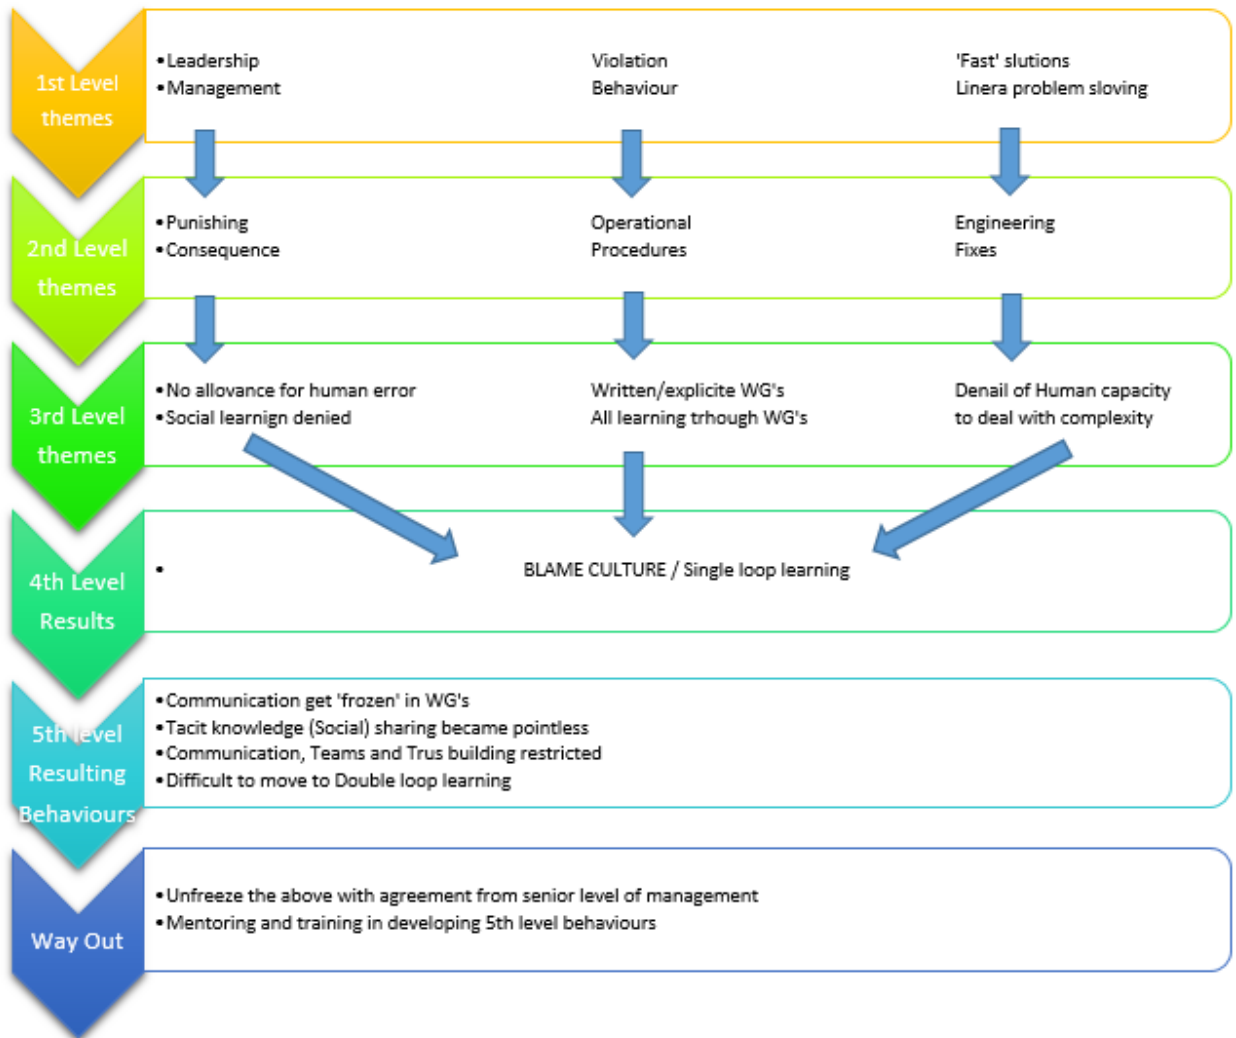 1st Level
themes
•Leadership
•Management
Violation
Behaviour
'Fast' slutions
Linera problem sloving
2nd Level
themes
•Punishing
•Consequence
Operational
Procedures
Engineering
Fixes
3rd Level
themes
•No allovance for human error
•Social learnign denied
Written/explicite WG's
All learning trhough WG's
Denail of Human capacity
to deal with complexity
4th Level
Results
•
BLAME CULTURE / Single loop learning
5th level
Resulting
Behaviours
•Communication get 'frozen' in WG's
•Tacit knowledge (Social) sharing became pointless
•Communication, Teams and Trus building restricted
•Difficult to move to Double loop learning
Way Out
•Unfreeze the above with agreement from senior level of management
•Mentoring and training in developing 5th level behaviours